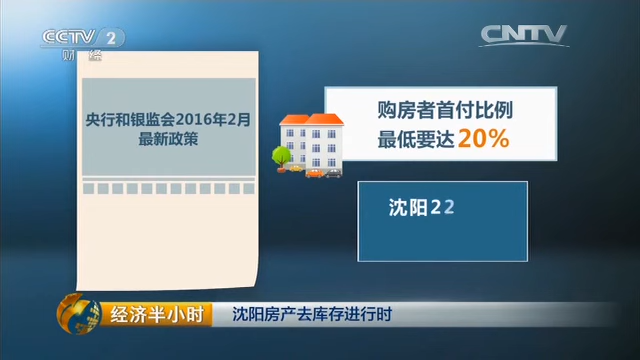 CCTV 2
财经
CNTV
央行和银监会2016年2月
最新政策
购房者首付比例
最低要达20%
沈阳22
经济半小时
沈阳房产去库存进行时